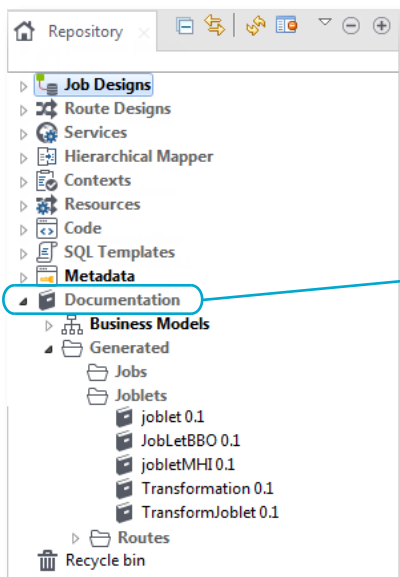 Repository
Job Designs
Route Designs
Services
Hierarchical Mapper
Contexts
Resources
Code
SQL Templates
Metadata
Documentation
Business Models
Generated
Jobs
Joblets
joblet 0.1
JobLetBBO 0.1
jobletMHI 0.1
Transformation 0.1
TransformJoblet 0.1
Routes
Recycle bin